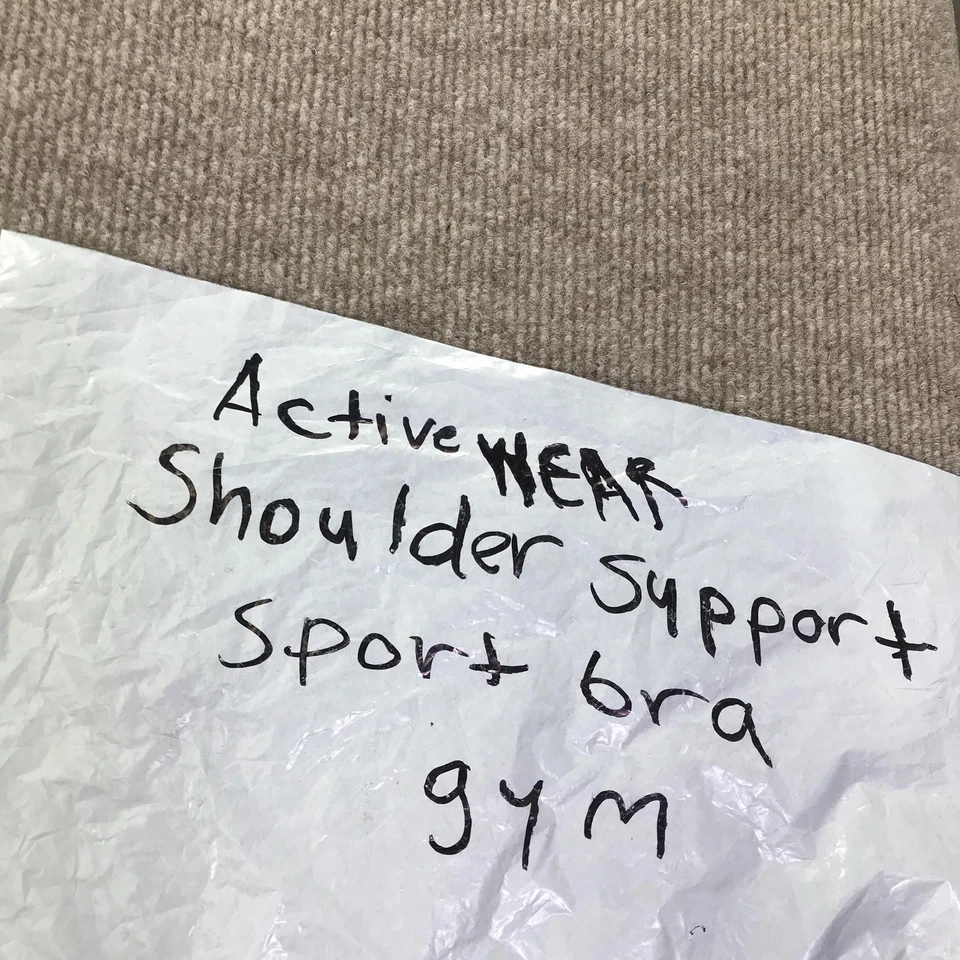 Active WEAR
Shoulder Support
Sport bra
gym